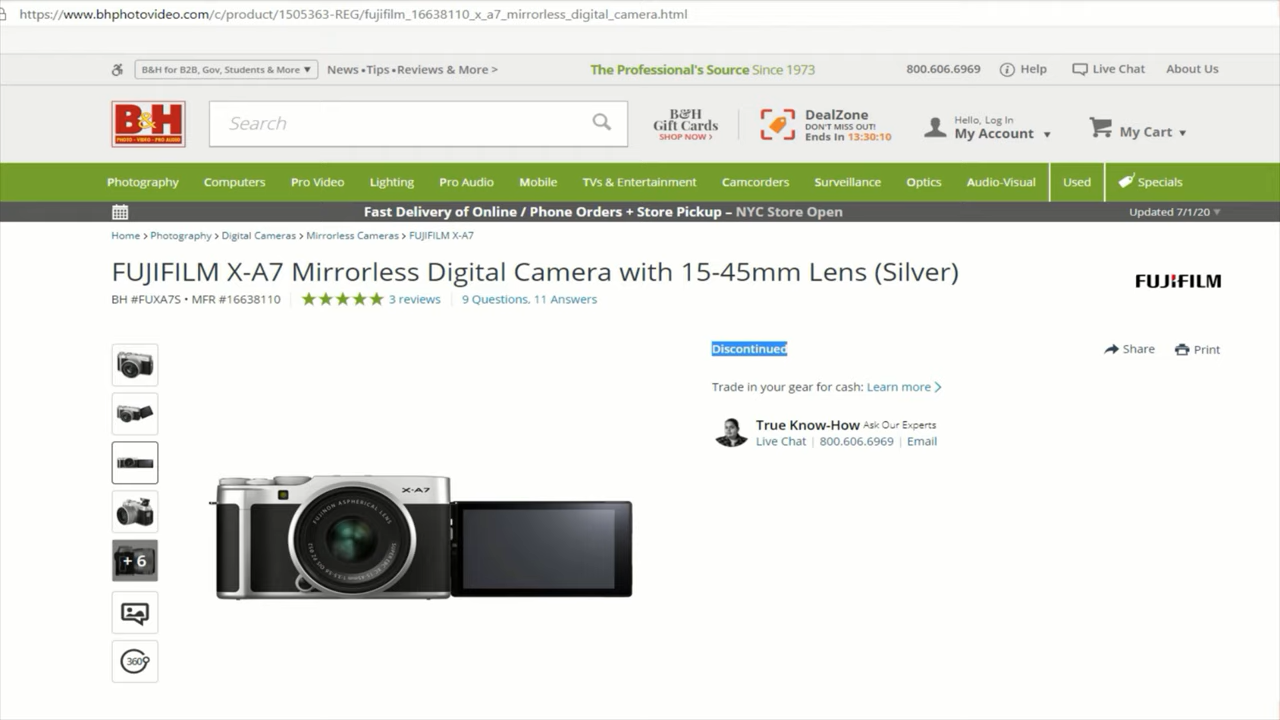 https://www.bhphotovideo.com/c/product/1505363-REG/fujifilm_16638110_x_a7_mirrorless_digital_camera.html
B&H for B2B, Gov, Students & More ▼ News • Tips • Reviews & More > The Professional's Source Since 1973 800.606.6969 Help Live Chat About Us
B&H
PHOTO - VIDEO - PRO AUDIO
Search
B&H
Gift Cards
SHOP NOW >
DealZone
DON'T MISS OUT!
Ends In 13:30:10
Hello, Log In
My Account ▼
My Cart ▼
Photography Computers Pro Video Lighting Pro Audio Mobile TVs & Entertainment Camcorders Surveillance Optics Audio-Visual Used Specials
Fast Delivery of Online / Phone Orders + Store Pickup – NYC Store Open Updated 7/1/20 ▼
Home > Photography > Digital Cameras > Mirrorless Cameras > FUJIFILM X-A7
FUJIFILM X-A7 Mirrorless Digital Camera with 15-45mm Lens (Silver)
FUJIFILM
BH #FUXA7S • MFR #16638110 3 reviews 9 Questions, 11 Answers
Discontinued
Share Print
Trade in your gear for cash: Learn more >
True Know-How Ask Our Experts
Live Chat | 800.606.6969 | Email
X-A7
FUJINON ASPHERICAL LENS
+ 6
360°